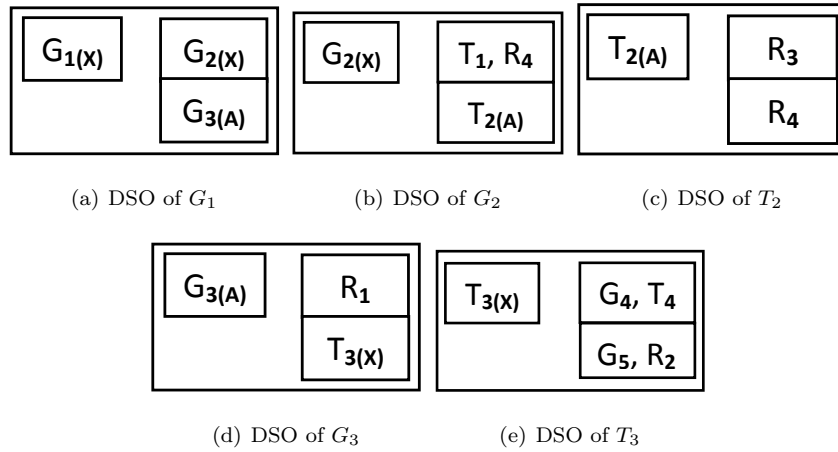 G1(X) G2(X)
G3(A)
G2(X) T1, R4
T2(A)
T2(A) R3
R4
(a) DSO of G1
(b) DSO of G2
(c) DSO of T2
G3(A) R1
T3(X)
T3(X) G4, T4
G5, R2
(d) DSO of G3
(e) DSO of T3